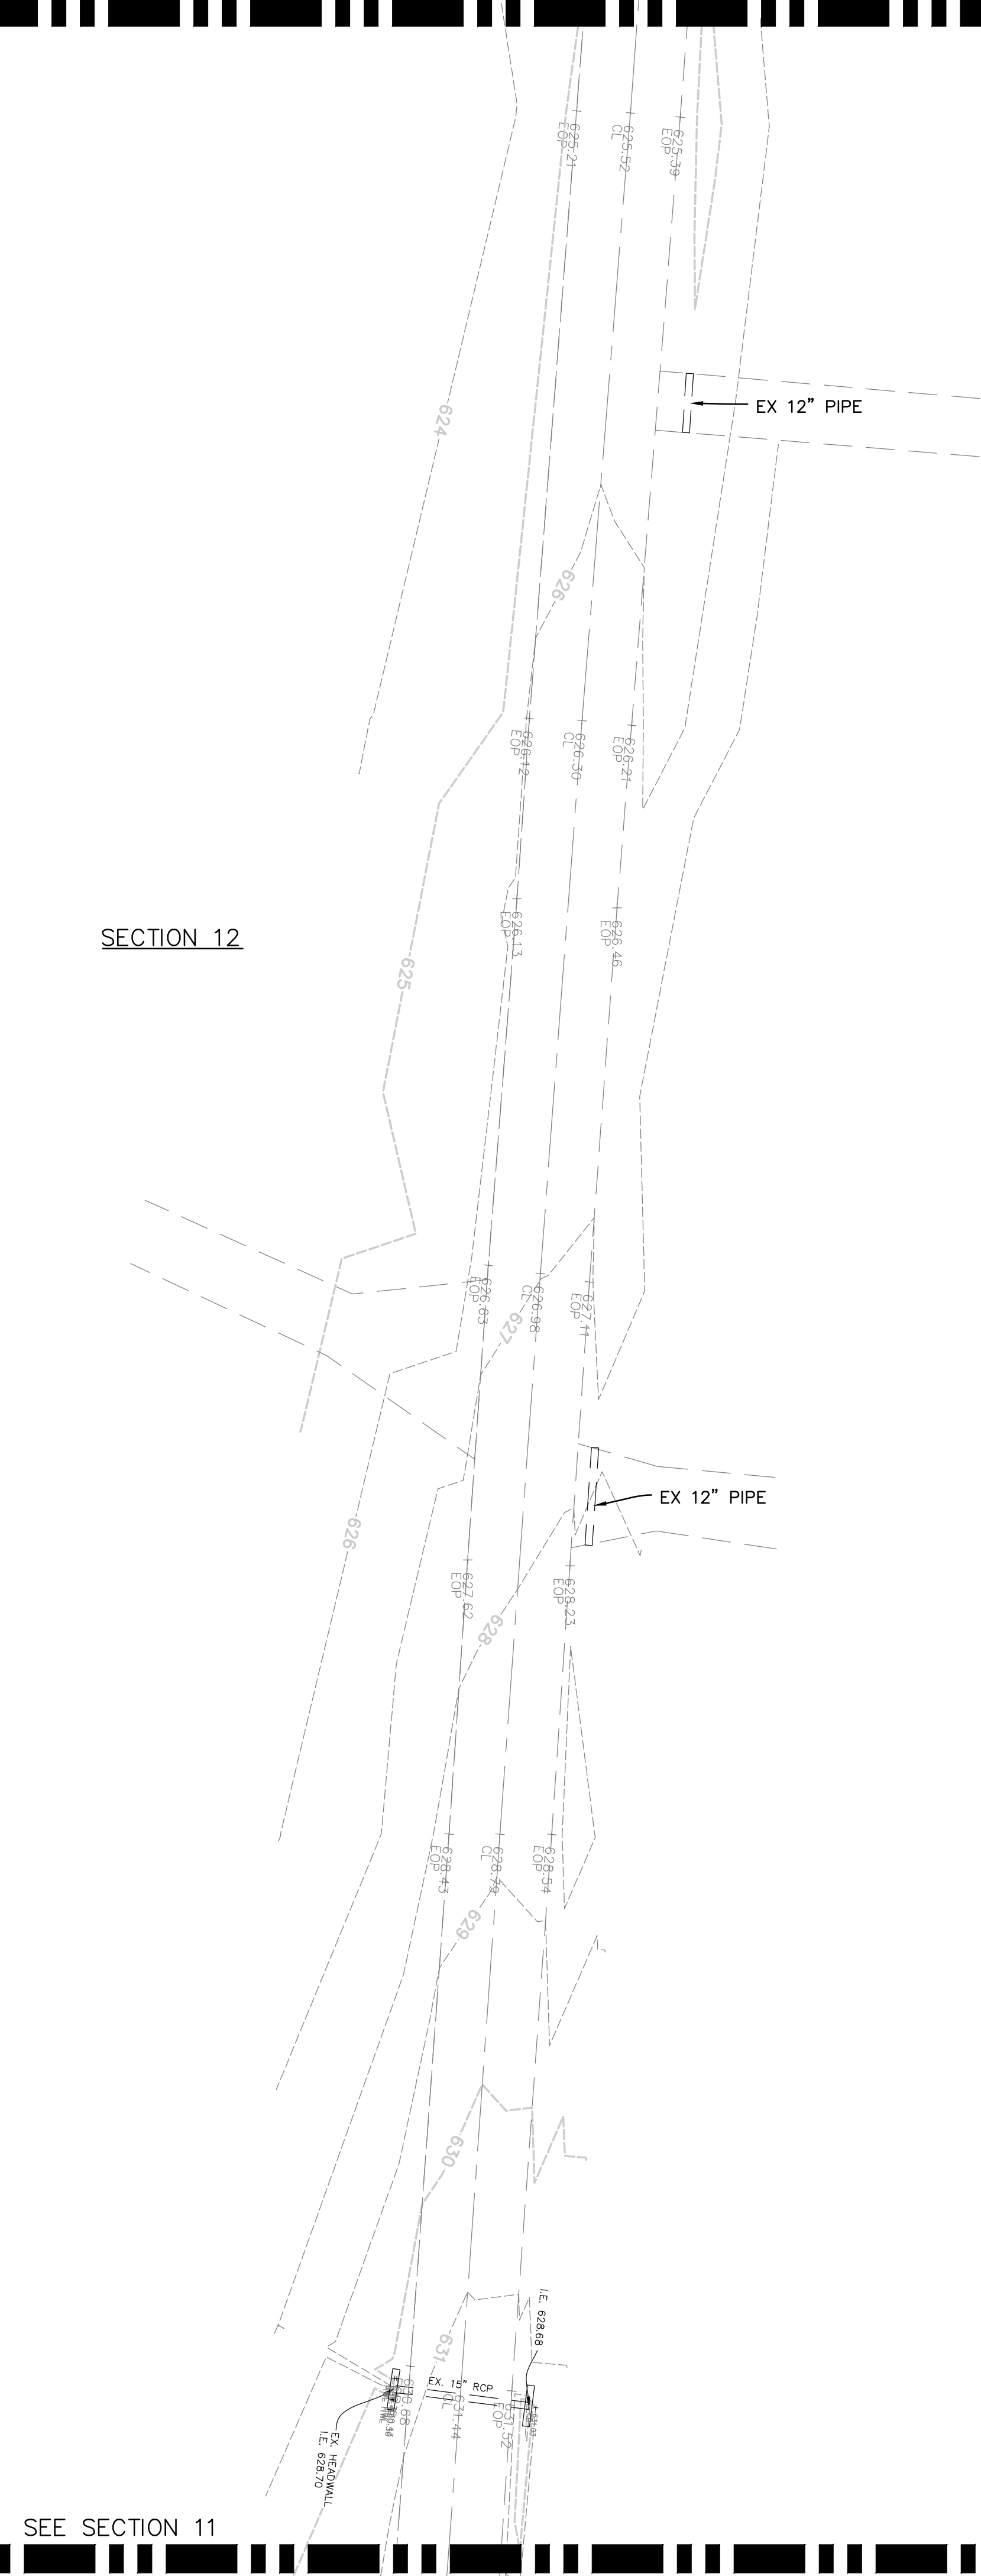 625.21
EOP
625.52
CL
625.39
EOP
EX 12” PIPE
624
626
626.12
EOP
626.30
CL
626.21
EOP
626.13
EOP
626.46
EOP
SECTION 12
625
626.63
EOP
626.98
CL
627.11
EOP
627
EX 12” PIPE
626
627.62
EOP
628.23
EOP
628
628.43
EOP
628.79
CL
628.54
EOP
629
630
I.E. 628.68
631
EX. 15” RCP
630.68
631.44
CL
631.52
EOP
EX. HEADWALL
I.E. 628.70
SEE SECTION 11